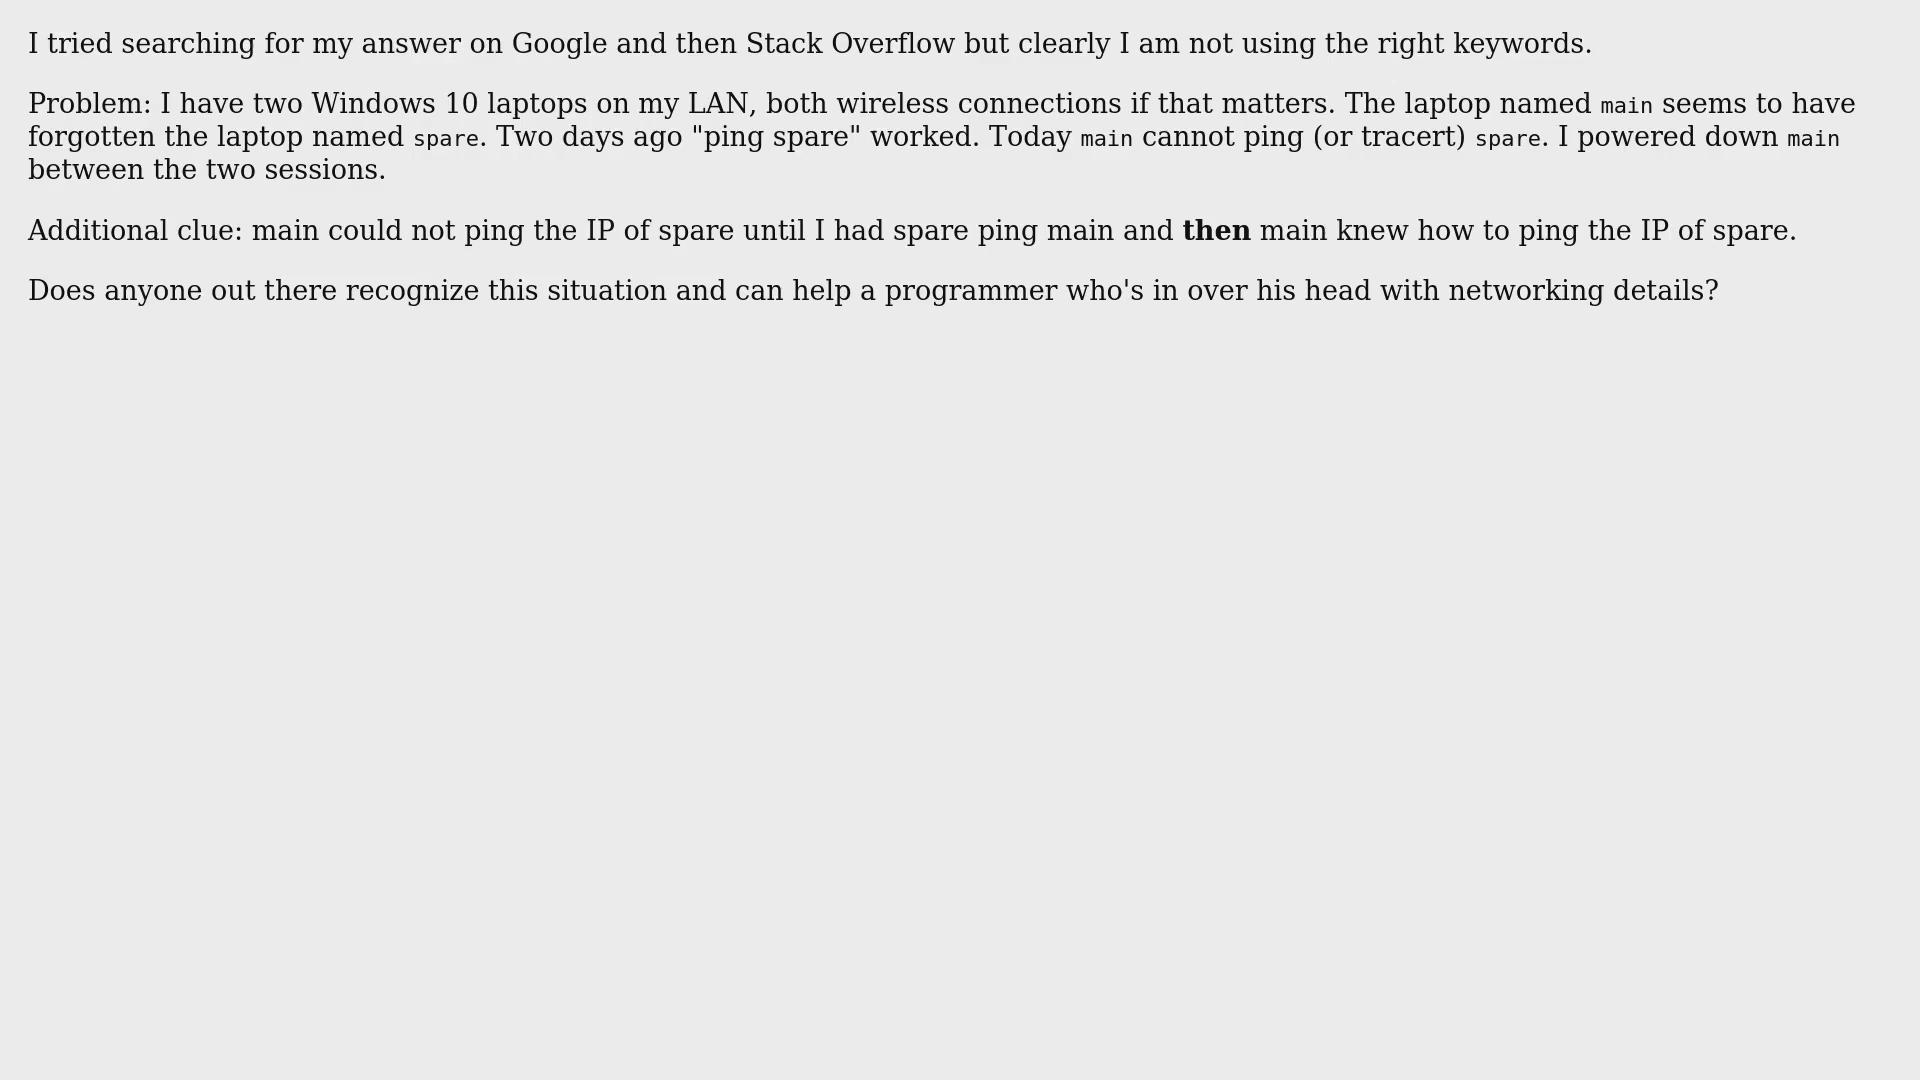 I tried searching for my answer on Google and then Stack Overflow but clearly I am not using the right keywords.
Problem: I have two Windows 10 laptops on my LAN, both wireless connections if that matters. The laptop named main seems to have
forgotten the laptop named spare. Two days ago "ping spare" worked. Today main cannot ping (or tracert) spare. I powered down main
between the two sessions.
Additional clue: main could not ping the IP of spare until I had spare ping main and then main knew how to ping the IP of spare.
Does anyone out there recognize this situation and can help a programmer who's in over his head with networking details?